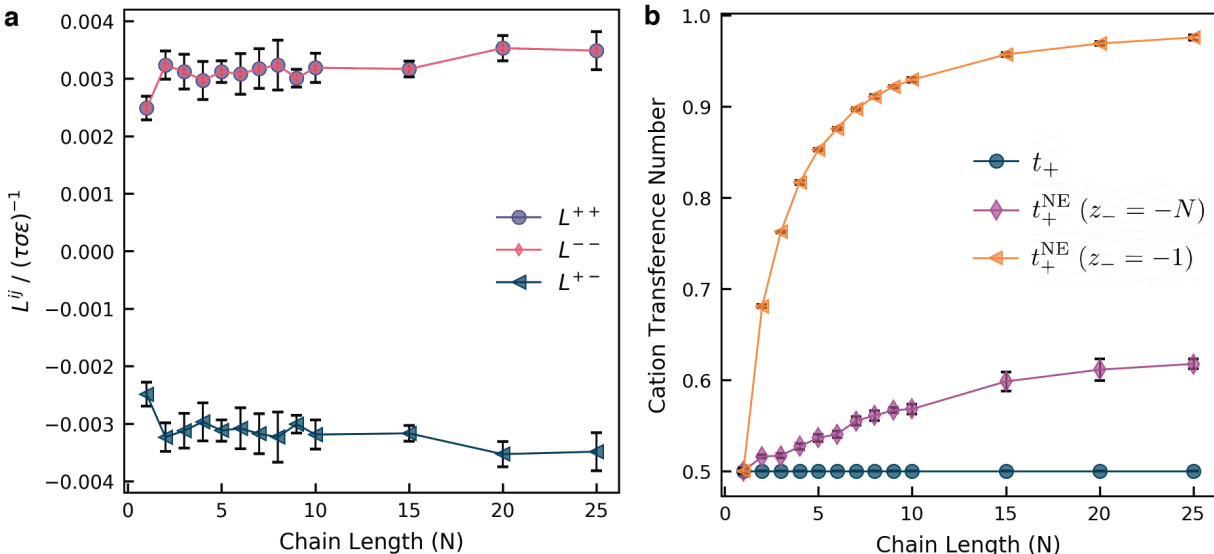 a
0.004
0.003
0.002
0.001
0.000
−0.001
−0.002
−0.003
−0.004
L^{ij} / (τσε)^{−1}
L^{++}
L^{−−}
L^{+−}
0 5 10 15 20 25
Chain Length (N)
b
1.0
0.9
0.8
0.7
0.6
0.5
Cation Transference Number
t_+
t_+^{NE} (z_− = −N)
t_+^{NE} (z_− = −1)
0 5 10 15 20 25
Chain Length (N)